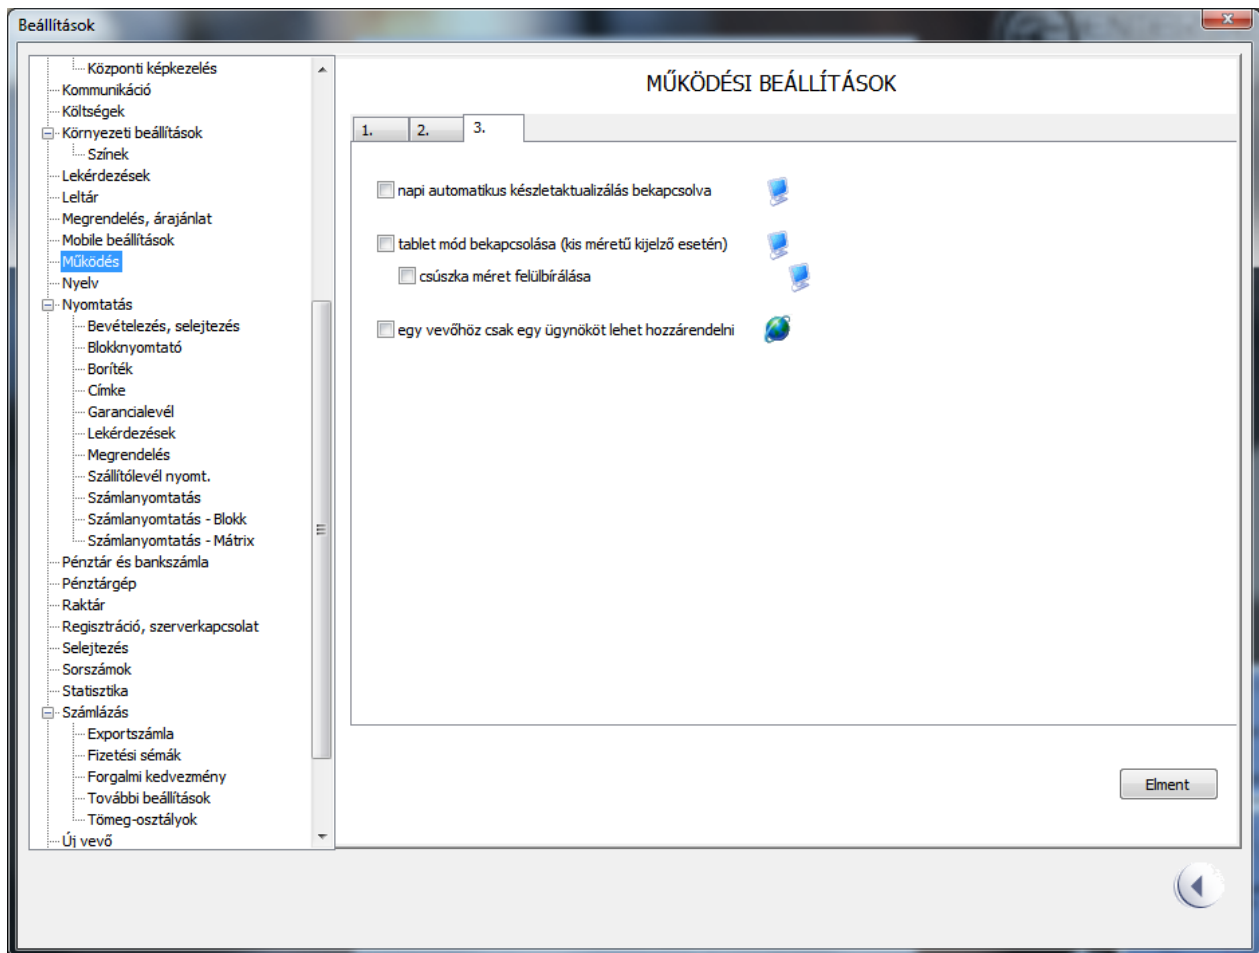 Beállítások
Központi képkezelés
Kommunikáció
Költségek
Környezeti beállítások
Színek
Lekérdezések
Leltár
Megrendelés, árajánlat
Mobile beállítások
Működés
Nyelv
Nyomtatás
Bevételezés, selejtezés
Blokknyomtató
Boríték
Címke
Garancialevél
Lekérdezések
Megrendelés
Szállítólevél nyomt.
Számlanyomtatás
Számlanyomtatás - Blokk
Számlanyomtatás - Mátrix
Pénztár és bankszámla
Pénztárgép
Raktár
Regisztráció, szerverkapcsolat
Selejtezés
Sorszámok
Statisztika
Számlázás
Exportszámla
Fizetési sémák
Forgalmi kedvezmény
További beállítások
Tömeg-osztályok
Új vevő
MŰKÖDÉSI BEÁLLÍTÁSOK
1. 2. 3.
napi automatikus készletaktualizálás bekapcsolva
tablet mód bekapcsolása (kis méretű kijelző esetén)
csúszka méret felülbírálása
egy vevőhöz csak egy ügynököt lehet hozzárendelni
Elment